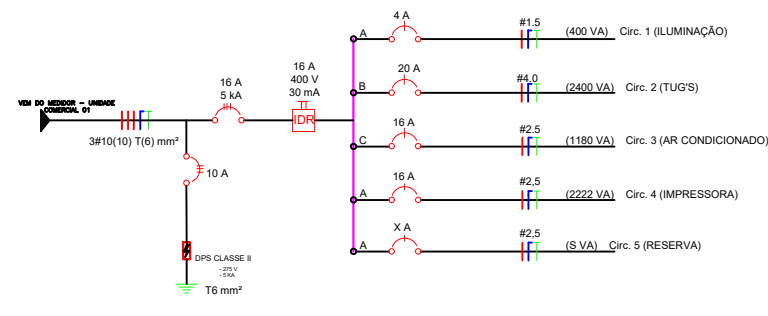 VEM DO MEDIDOR - UNIDADE
COMERCIAL 01
3#10(10) T(6) mm²
16 A
5 kA
10 A
DPS CLASSE II
- 275 V
- 5 KA
T6 mm²
16 A
400 V
30 mA
IDR
A
4 A
#1.5
(400 VA) Circ. 1 (ILUMINAÇÃO)
B
20 A
#4.0
(2400 VA) Circ. 2 (TUG'S)
C
16 A
#2.5
(1180 VA) Circ. 3 (AR CONDICIONADO)
A
16 A
#2,5
(2222 VA) Circ. 4 (IMPRESSORA)
A
X A
#2,5
(S VA) Circ. 5 (RESERVA)